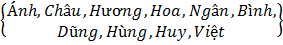 {Ánh, Châu, Hương, Hoa, Ngân, Bình,
Dũng, Hùng, Huy, Việt}